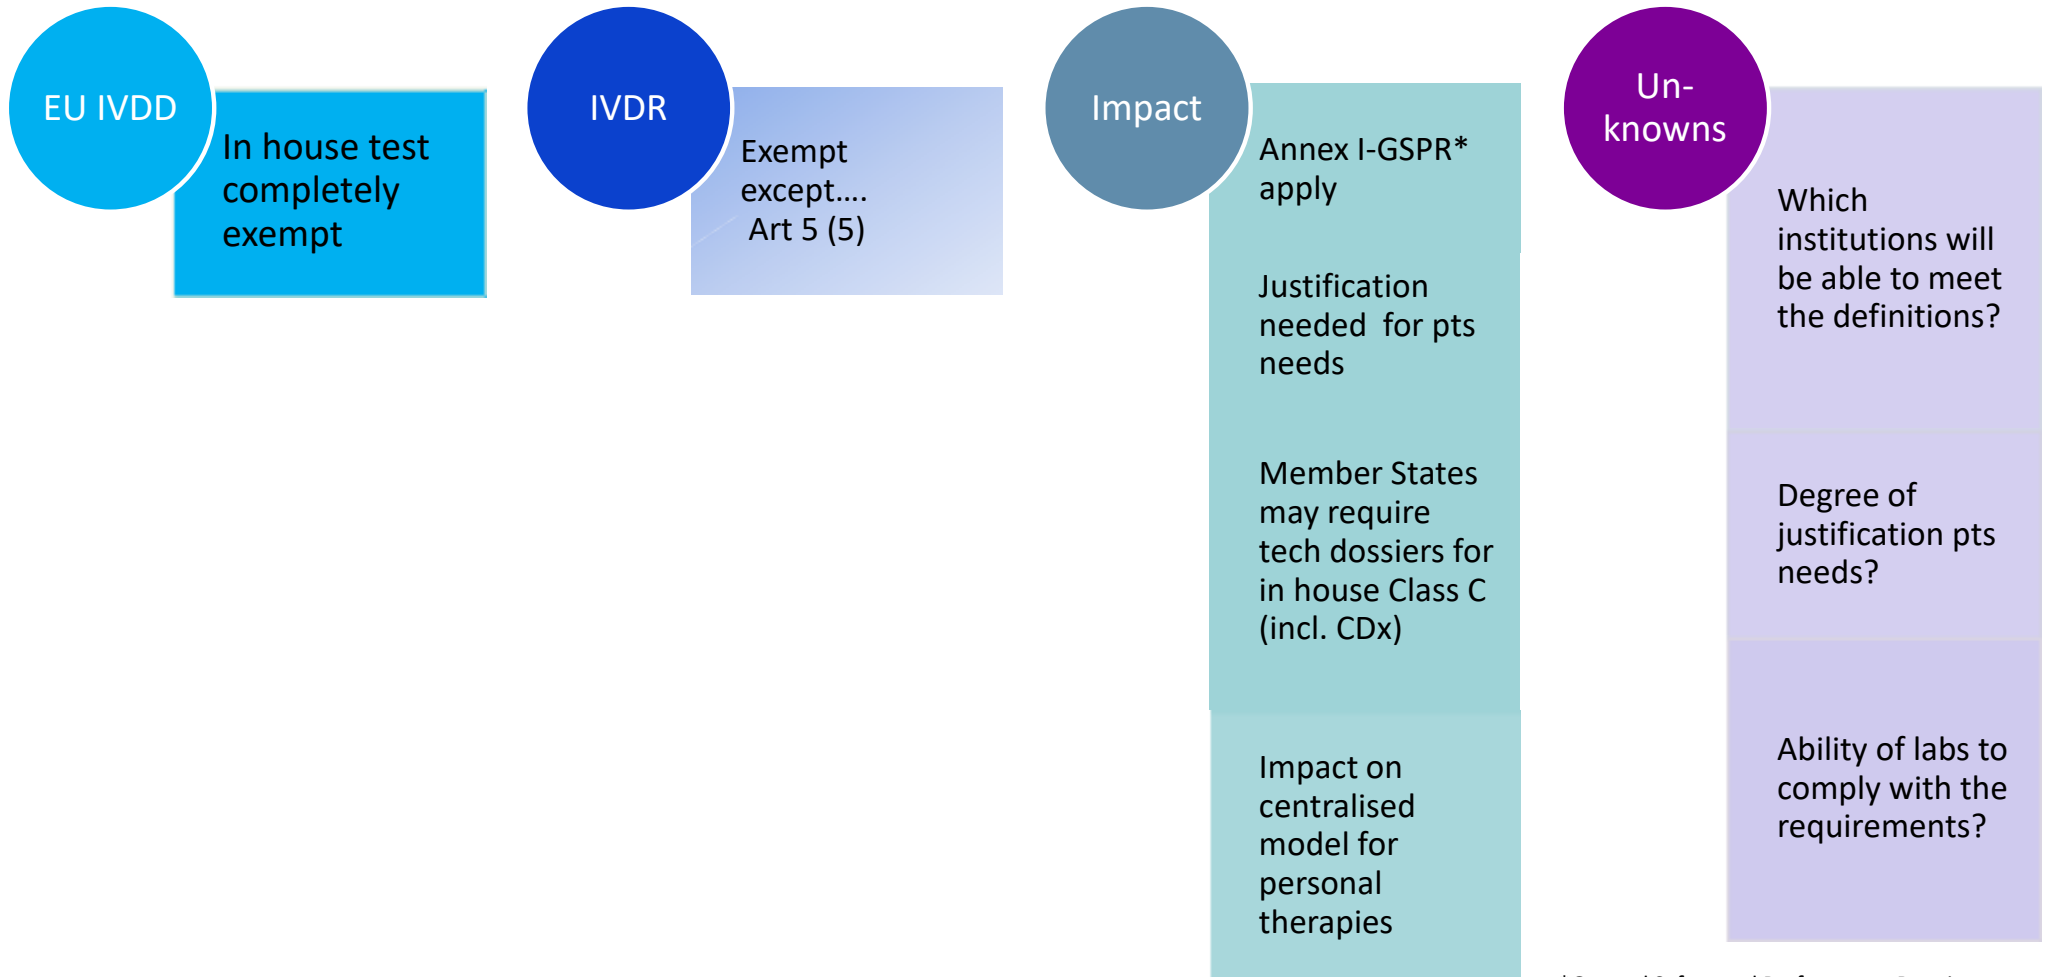 EU IVDD
In house test
completely
exempt
IVDR
Exempt
except....
Art 5 (5)
Impact
Annex I-GSPR*
apply
Justification
needed for pts
needs
Member States
may require
tech dossiers for
in house Class C
(incl. CDx)
Impact on
centralised
model for
personal
therapies
Un-
knowns
Which
institutions will
be able to meet
the definitions?
Degree of
justification pts
needs?
Ability of labs to
comply with the
requirements?